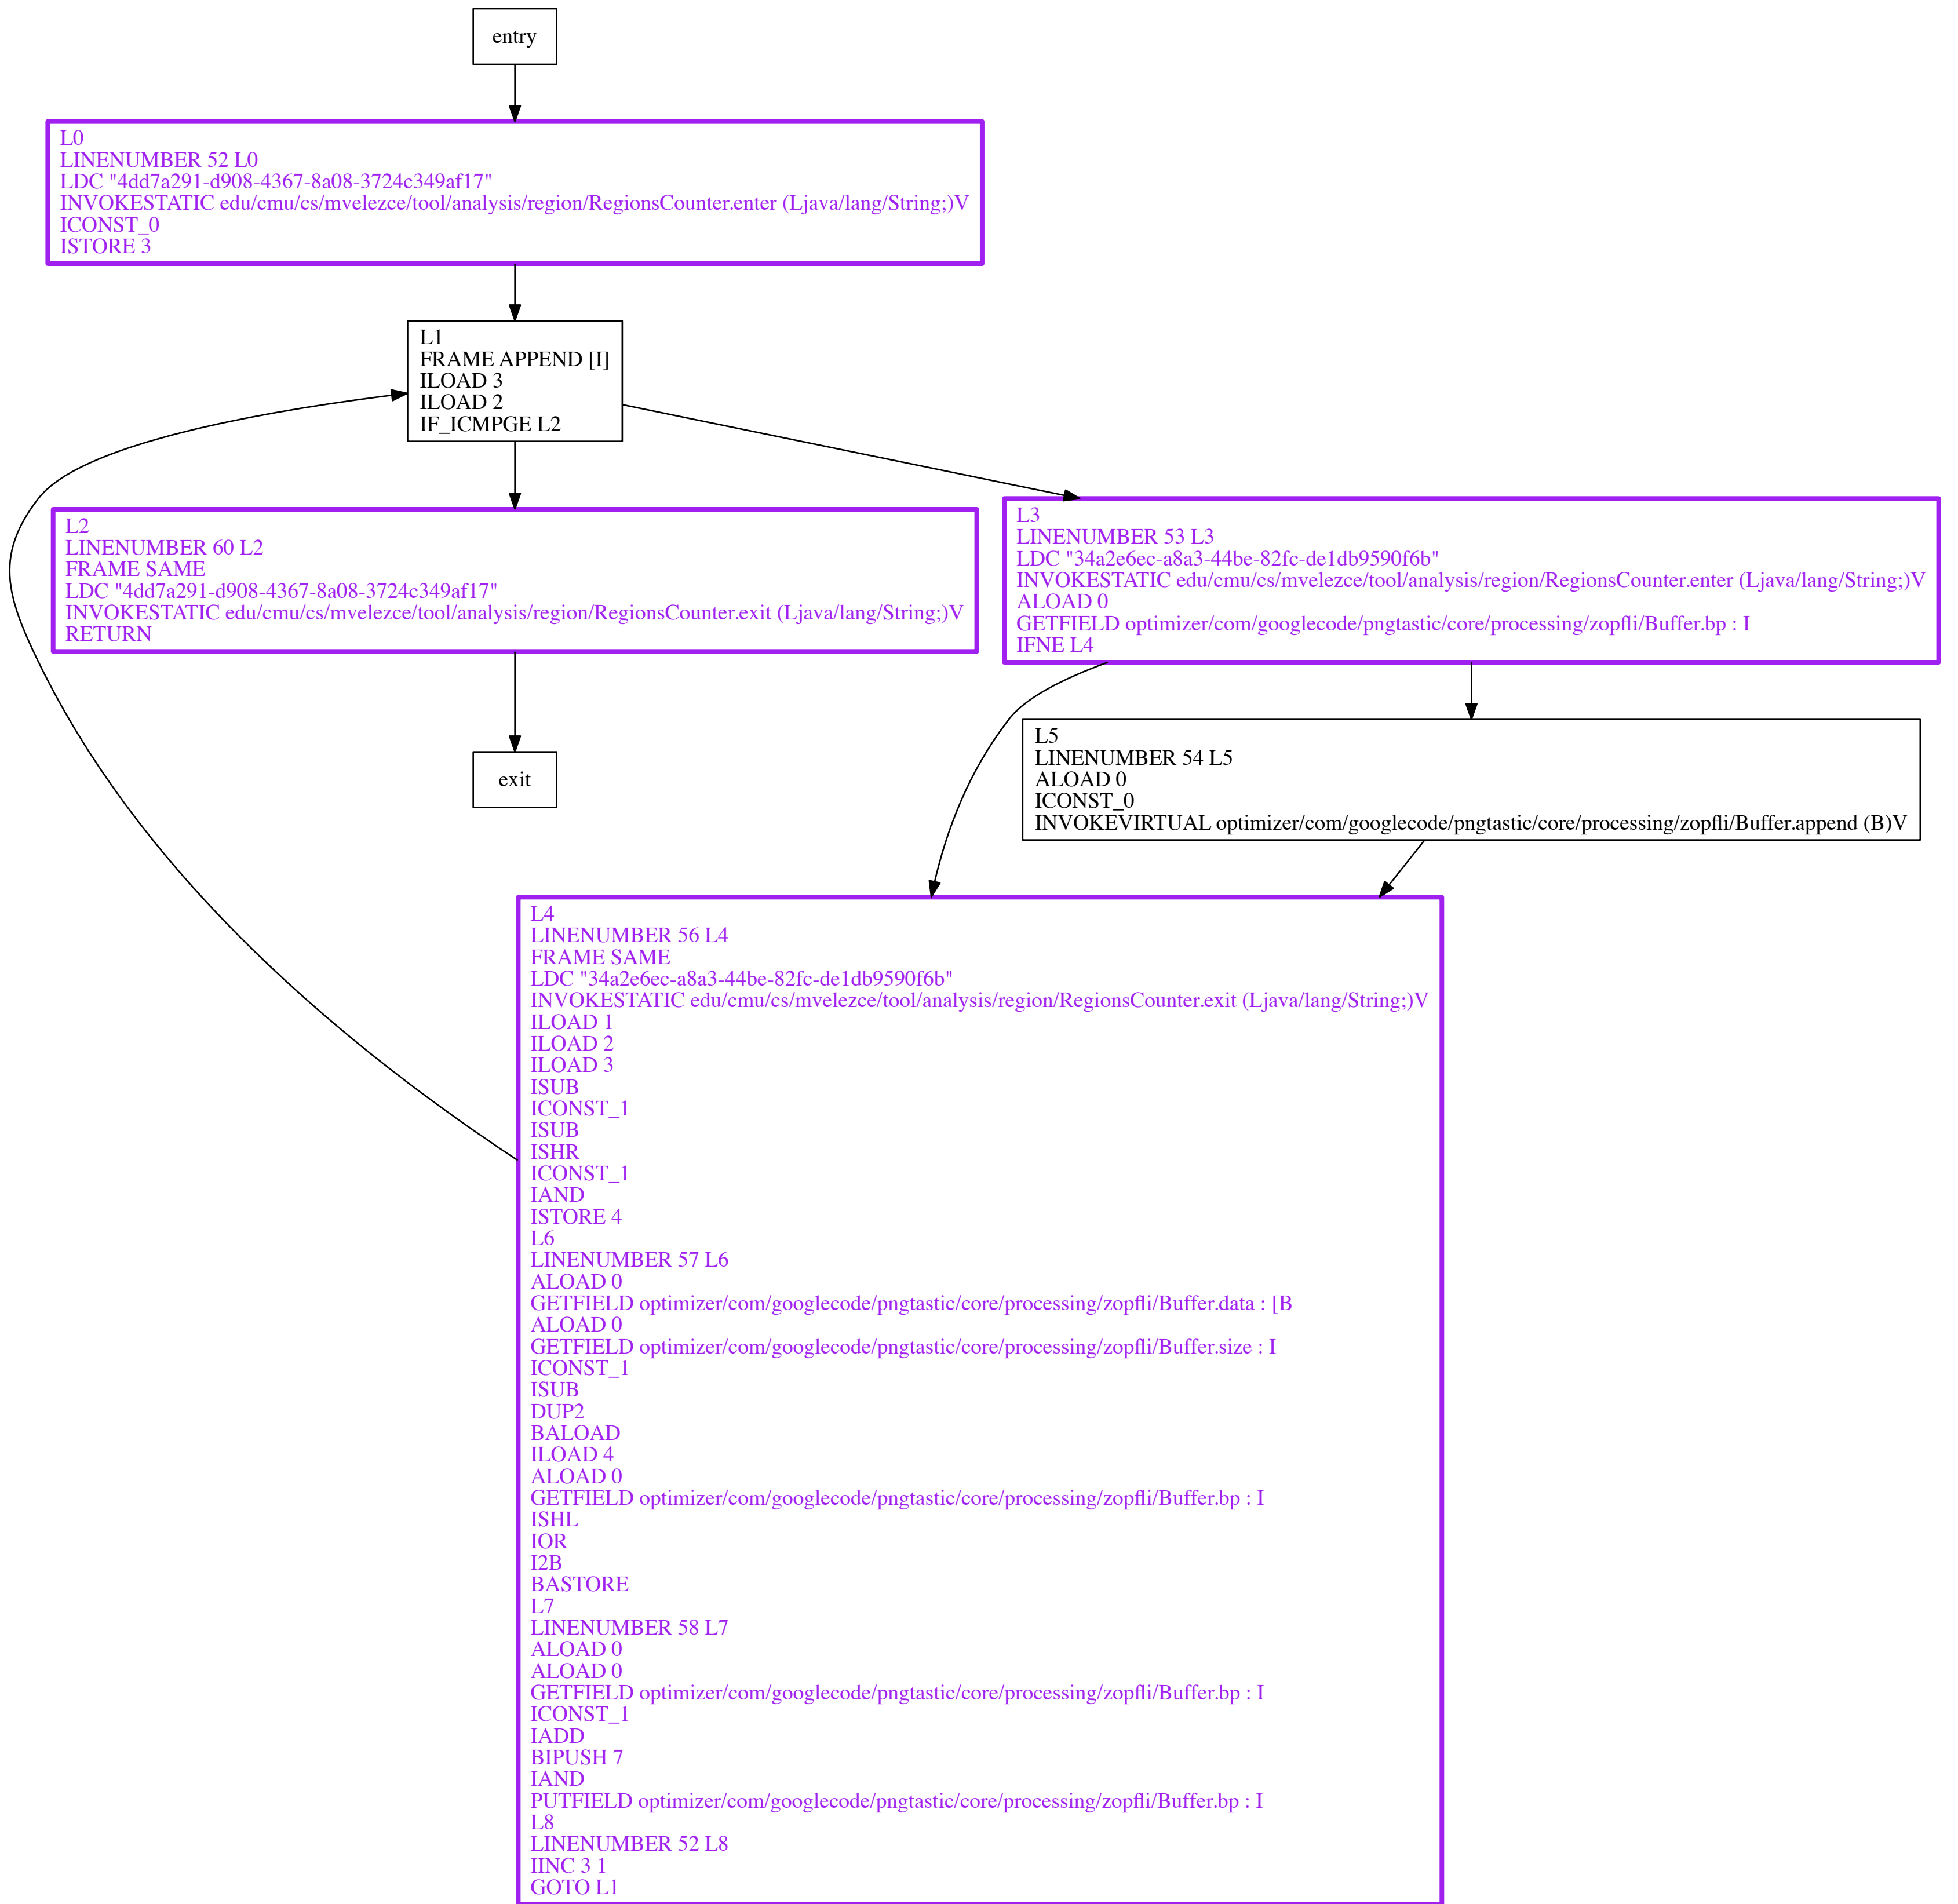 entry
L0
LINENUMBER 52 L0
LDC "4dd7a291-d908-4367-8a08-3724c349af17"
INVOKESTATIC edu/cmu/cs/mvelezce/tool/analysis/region/RegionsCounter.enter (Ljava/lang/String;)V
ICONST_0
ISTORE 3
L1
FRAME APPEND [I]
ILOAD 3
ILOAD 2
IF_ICMPGE L2
L2
LINENUMBER 60 L2
FRAME SAME
LDC "4dd7a291-d908-4367-8a08-3724c349af17"
INVOKESTATIC edu/cmu/cs/mvelezce/tool/analysis/region/RegionsCounter.exit (Ljava/lang/String;)V
RETURN
L3
LINENUMBER 53 L3
LDC "34a2e6ec-a8a3-44be-82fc-de1db9590f6b"
INVOKESTATIC edu/cmu/cs/mvelezce/tool/analysis/region/RegionsCounter.enter (Ljava/lang/String;)V
ALOAD 0
GETFIELD optimizer/com/googlecode/pngtastic/core/processing/zopfli/Buffer.bp : I
IFNE L4
exit
L5
LINENUMBER 54 L5
ALOAD 0
ICONST_0
INVOKEVIRTUAL optimizer/com/googlecode/pngtastic/core/processing/zopfli/Buffer.append (B)V
L4
LINENUMBER 56 L4
FRAME SAME
LDC "34a2e6ec-a8a3-44be-82fc-de1db9590f6b"
INVOKESTATIC edu/cmu/cs/mvelezce/tool/analysis/region/RegionsCounter.exit (Ljava/lang/String;)V
ILOAD 1
ILOAD 2
ILOAD 3
ISUB
ICONST_1
ISUB
ISHR
ICONST_1
IAND
ISTORE 4
L6
LINENUMBER 57 L6
ALOAD 0
GETFIELD optimizer/com/googlecode/pngtastic/core/processing/zopfli/Buffer.data : [B
ALOAD 0
GETFIELD optimizer/com/googlecode/pngtastic/core/processing/zopfli/Buffer.size : I
ICONST_1
ISUB
DUP2
BALOAD
ILOAD 4
ALOAD 0
GETFIELD optimizer/com/googlecode/pngtastic/core/processing/zopfli/Buffer.bp : I
ISHL
IOR
I2B
BASTORE
L7
LINENUMBER 58 L7
ALOAD 0
ALOAD 0
GETFIELD optimizer/com/googlecode/pngtastic/core/processing/zopfli/Buffer.bp : I
ICONST_1
IADD
BIPUSH 7
IAND
PUTFIELD optimizer/com/googlecode/pngtastic/core/processing/zopfli/Buffer.bp : I
L8
LINENUMBER 52 L8
IINC 3 1
GOTO L1